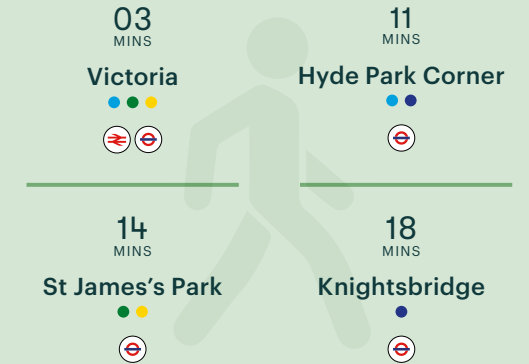 03
MINS
Victoria
11
MINS
Hyde Park Corner
14
MINS
St James’s Park
18
MINS
Knightsbridge